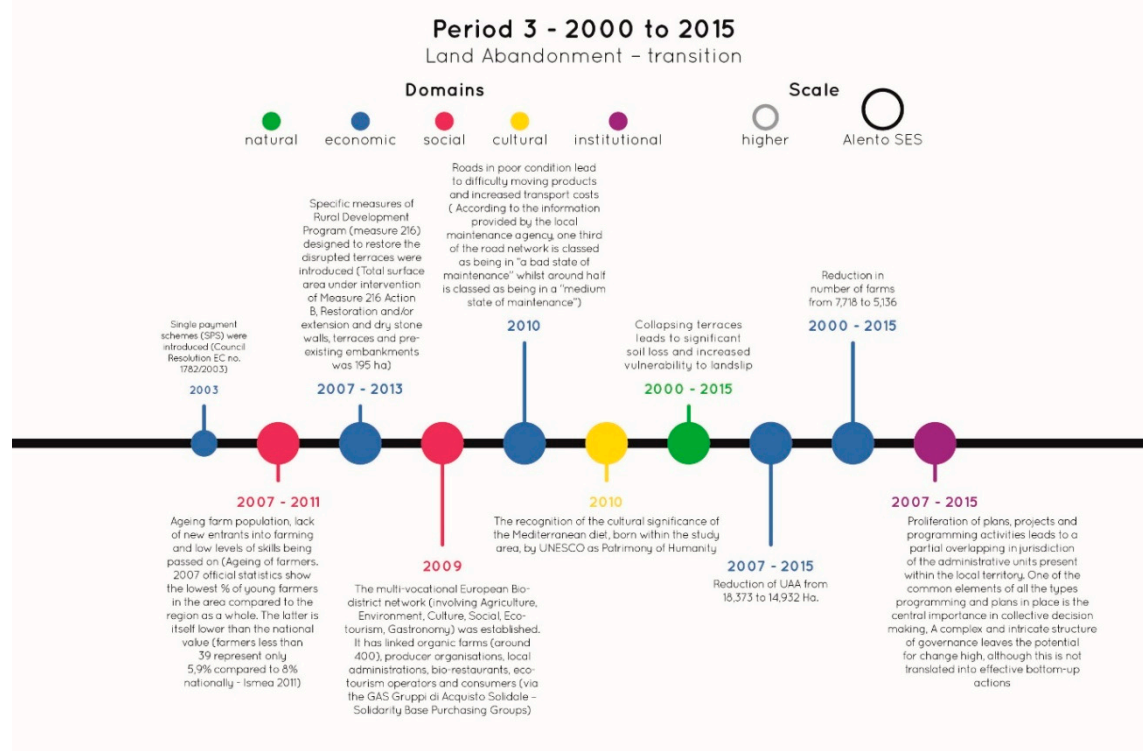 Period 3 - 2000 to 2015
Land Abandonment – transition
Domains
Scale
natural
economic
social
cultural
institutional
higher
Alento SES
Single payment
schemes (SPS) were
introduced (Council
Resolution EC no.
1782/2003)
2003
Specific measures of
Rural Development
Program (measure 216)
designed to restore the
disrupted terraces were
introduced (Total surface
area under intervention
of Measure 216 Action
B, Restoration and/or
extension and dry stone
walls, terraces and pre-
existing embankments
was 195 ha)
2007 - 2013
Roads in poor condition lead
to difficulty moving products
and increased transport costs
( According to the information
provided by the local
maintenance agency, one third
of the road network is classed
as being in "a bad state of
maintenance" whilst around half
is classed as being in a "medium
state of maintenance")
2010
Collapsing terraces
leads to significant
soil loss and increased
vulnerability to landslip
2000 - 2015
Reduction in
number of farms
from 7,718 to 5,136
2000 - 2015
2007 - 2011
Ageing farm population, lack
of new entrants into farming
and low levels of skills being
passed on (Ageing of farmers.
2007 official statistics show
the lowest % of young farmers
in the area compared to the
region as a whole. The latter is
itself lower than the national
value (farmers less than
39 represent only
5,9% compared to 8%
nationally - Ismea 2011)
2009
The multi-vocational European Bio-
district network (involving Agriculture,
Environment, Culture, Social, Eco-
tourism, Gastronomy) was established.
It has linked organic farms (around
400), producer organisations, local
administrations, bio-restaurants, eco-
tourism operators and consumers (via
the GAS Gruppi di Acquisto Solidale –
Solidarity Base Purchasing Groups)
2010
The recognition of the cultural significance of
the Mediterranean diet, born within the study
area, by UNESCO as Patrimony of Humanity
2007 - 2015
Reduction of UAA from
18,373 to 14,932 Ha.
2007 - 2015
Proliferation of plans, projects and
programming activities leads to a
partial overlapping in jurisdiction
of the administrative units present
within the local territory. One of the
common elements of all the types
programming and plans in place is the
central importance in collective decision
making, A complex and intricate structure
of governance leaves the potential
for change high, although this is not
translated into effective bottom-up
actions